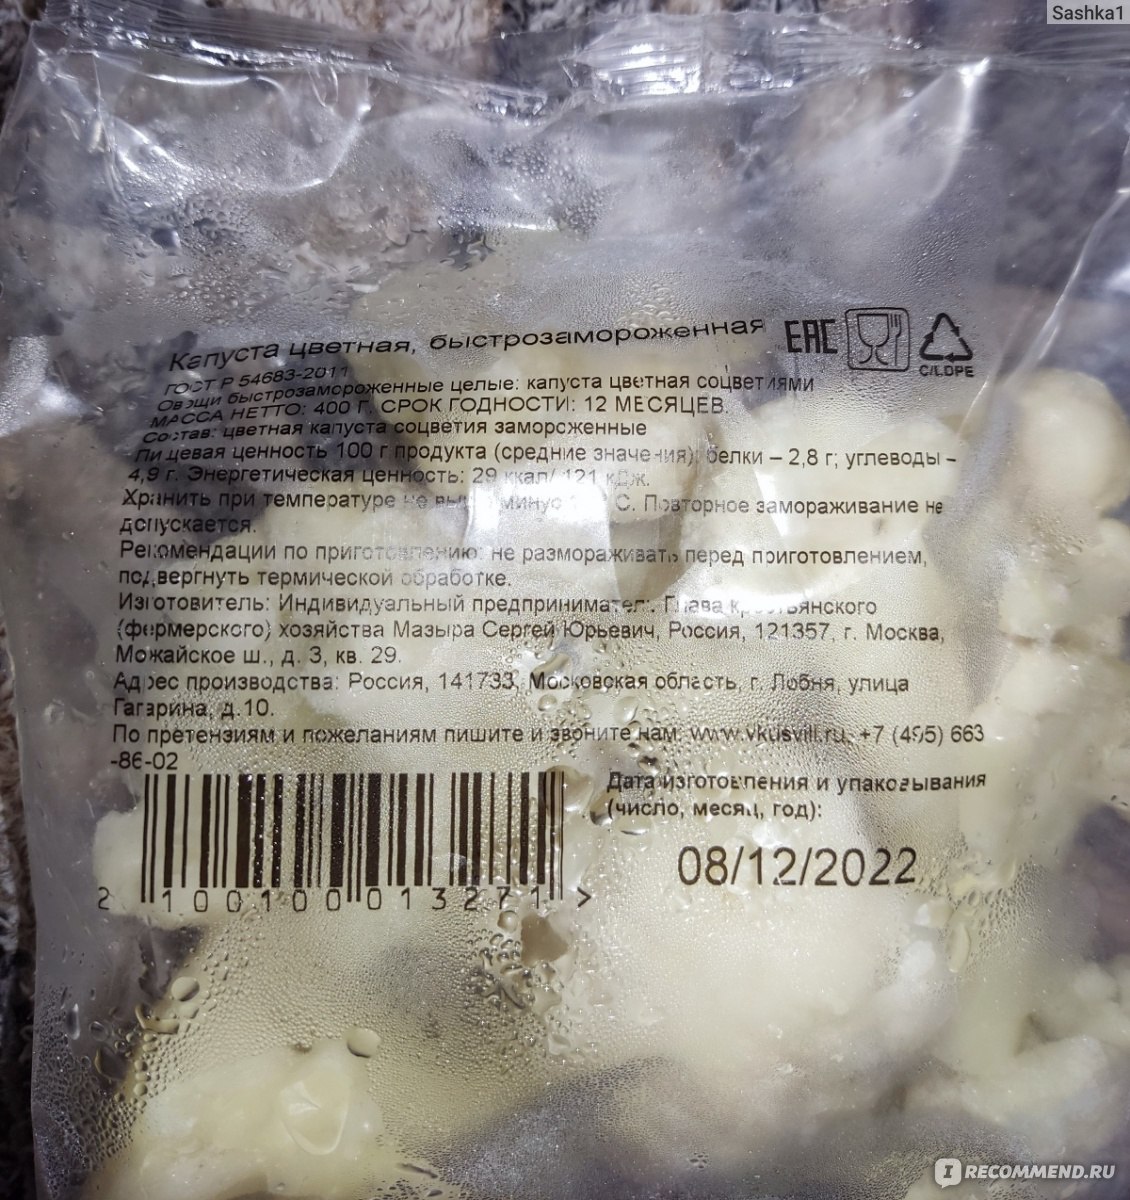 Sashka1
Капуста цветная, быстрозамороженная
EAC
C/LDPE
ГОСТ Р 54683-2011
Овощи быстрозамороженные целые: капуста цветная соцветиями
МАССА НЕТТО: 400 Г. СРОК ГОДНОСТИ: 12 МЕСЯЦЕВ.
Состав: цветная капуста соцветия замороженные
Пищевая ценность 100 г продукта (средние значения): белки – 2,8 г; углеводы –
4,9 г. Энергетическая ценность: 29 ккал/ 121 кДж.
Хранить при температуре не выше минус С. Повторное замораживание не
допускается.
Рекомендации по приготовлению: не размораживать перед приготовлением,
подвергнуть термической обработке.
Изготовитель: Индивидуальный предприниматель Глава крестьянского
(фермерского) хозяйства Мазыра Сергей Юрьевич, Россия, 121357, г. Москва,
Можайское ш., д. 3, кв. 29.
Адрес производства: Россия, 141733, Московская область, г. Лобня, улица
Гагарина, д.10.
По претензиям и пожеланиям пишите и звоните нам: www.vkusvill.ru, +7 (495) 663
-86-02
Дата изготовления и упаковывания
(число, месяц, год):
08/12/2022
2 100100 013271 >
IRECOMMEND.RU